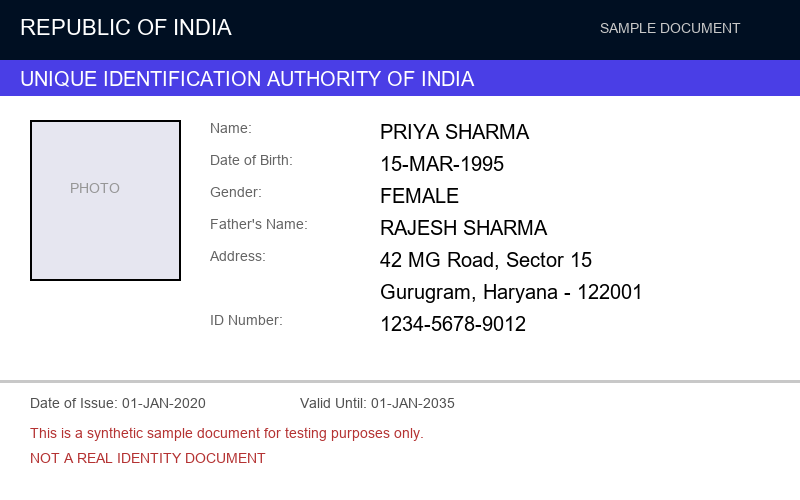 REPUBLIC OF INDIA
SAMPLE DOCUMENT
UNIQUE IDENTIFICATION AUTHORITY OF INDIA
PHOTO
Name: PRIYA SHARMA
Date of Birth: 15-MAR-1995
Gender: FEMALE
Father's Name: RAJESH SHARMA
Address: 42 MG Road, Sector 15
Gurugram, Haryana - 122001
ID Number: 1234-5678-9012
Date of Issue: 01-JAN-2020 Valid Until: 01-JAN-2035
This is a synthetic sample document for testing purposes only.
NOT A REAL IDENTITY DOCUMENT